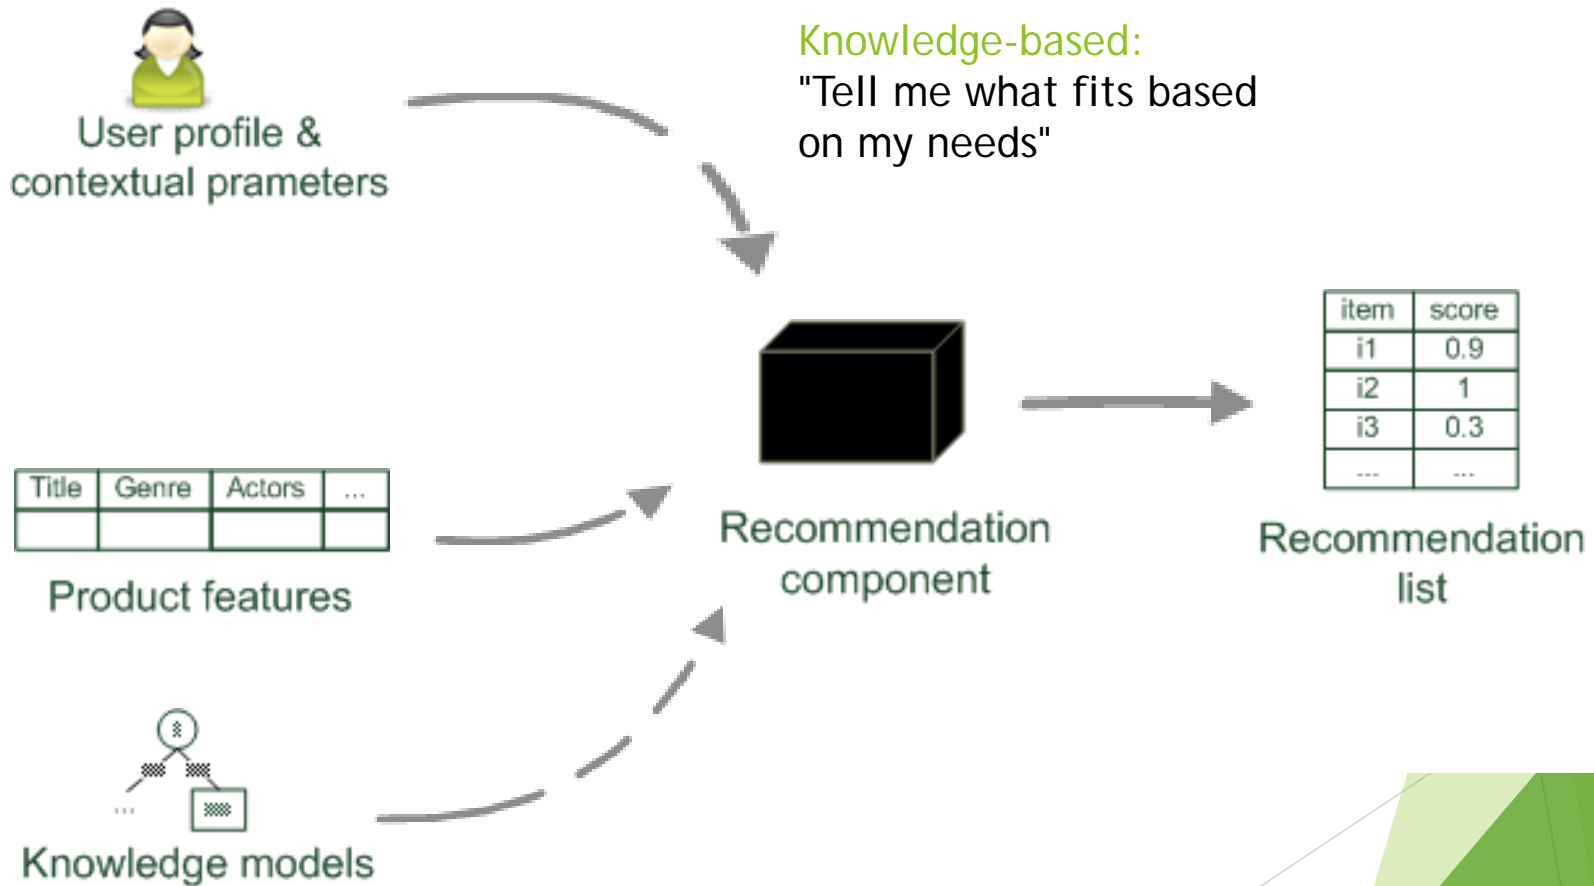 Knowledge-based:
"Tell me what fits based
on my needs"
User profile &
contextual prameters
Title Genre Actors ...
Product features
...
Knowledge models
Recommendation
component
item score
i1 0.9
i2 1
i3 0.3
... ...
Recommendation
list